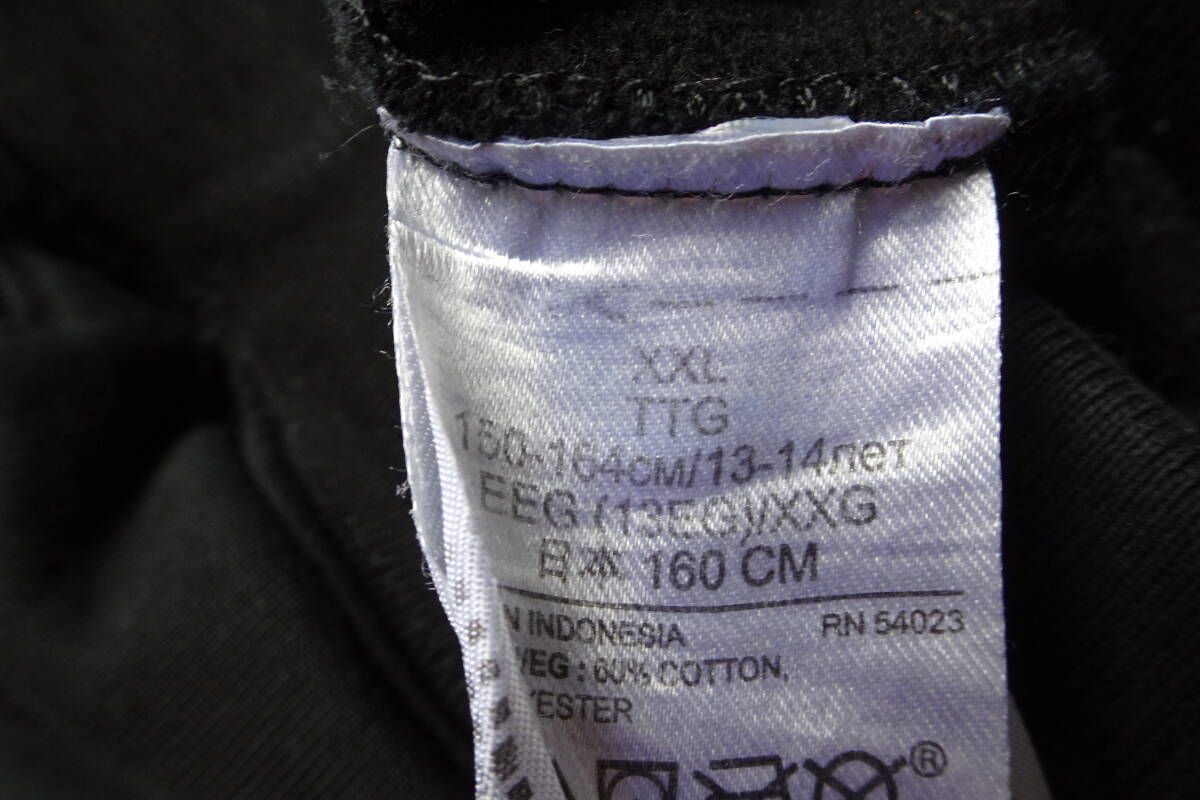 XXL
TTG
150-164см/13-14лет
EEG (13EG)/XXG
日本 160 CM
N INDONESIA RN 54023
/EG : 60% COTTON,
YESTER
®